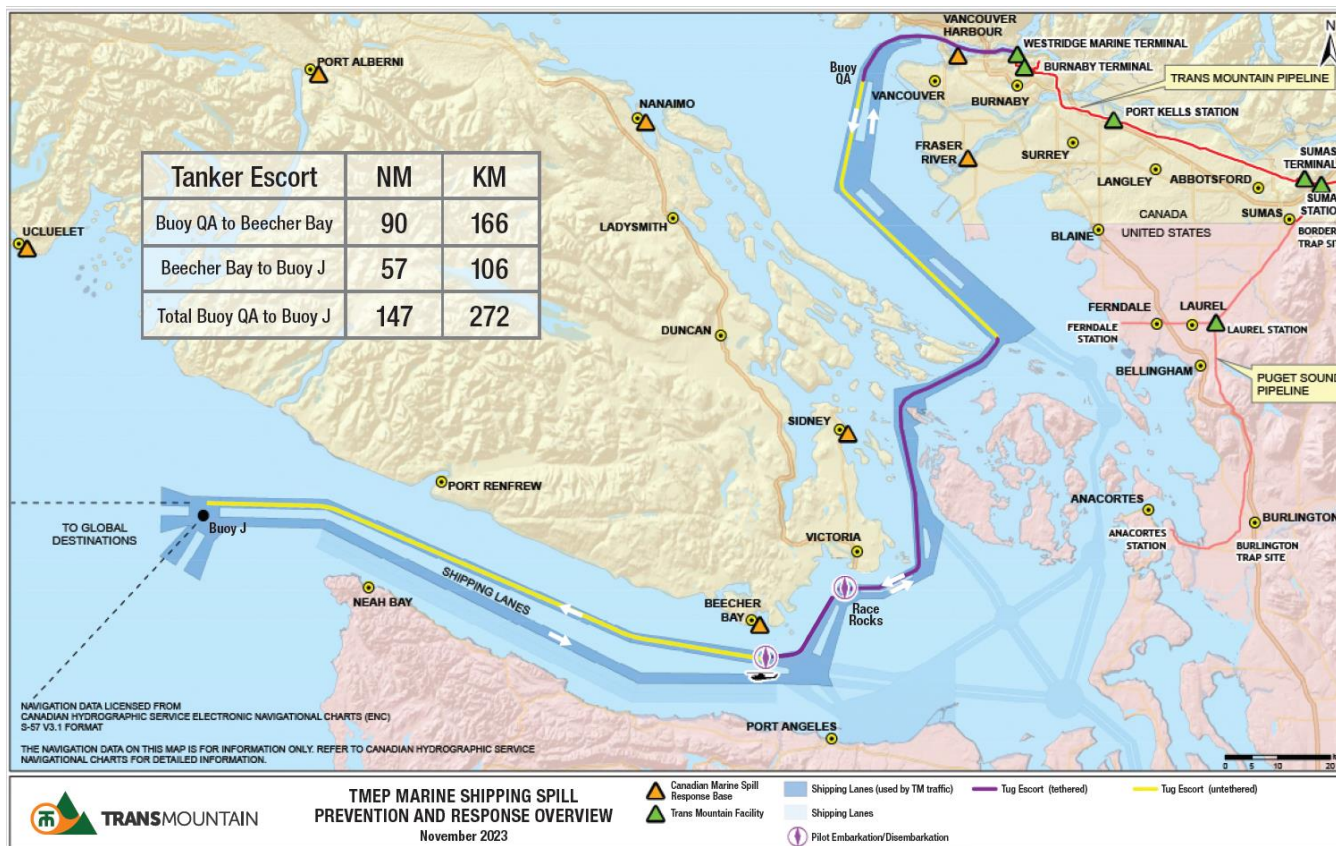 VANCOUVER
HARBOUR
WESTRIDGE MARINE TERMINAL
BURNABY TERMINAL
N
TRANS MOUNTAIN PIPELINE
Buoy
QA
PORT ALBERNI
VANCOUVER
BURNABY
NANAIMO
PORT KELLS STATION
FRASER
RIVER
SURREY
SUMAS
TERMINAL
LANGLEY
ABBOTSFORD
SUMA
STATION
Tanker Escort NM KM
Buoy QA to Beecher Bay 90 166
Beecher Bay to Buoy J 57 106
Total Buoy QA to Buoy J 147 272
UCLUELET
LADYSMITH
CANADA
UNITED STATES
SUMAS
BLAINE
BORDER
TRAP SITE
DUNCAN
FERNDALE
LAUREL
FERNDALE
STATION
LAUREL STATION
BELLINGHAM
PUGET SOUND
PIPELINE
SIDNEY
PORT RENFREW
ANACORTES
BURLINGTON
ANACORTES
STATION
BURLINGTON
TRAP SITE
TO GLOBAL
DESTINATIONS
Buoy J
VICTORIA
SHIPPING LANES
NEAH BAY
BEECHER
BAY
Race
Rocks
PORT ANGELES
NAVIGATION DATA LICENSED FROM
CANADIAN HYDROGRAPHIC SERVICE ELECTRONIC NAVIGATIONAL CHARTS (ENC)
S-57 V3.1 FORMAT
THE NAVIGATION DATA ON THIS MAP IS FOR INFORMATION ONLY. REFER TO CANADIAN HYDROGRAPHIC SERVICE
NAVIGATIONAL CHARTS FOR DETAILED INFORMATION.
0 5 10 20
TRANSMOUNTAIN
TMEP MARINE SHIPPING SPILL
PREVENTION AND RESPONSE OVERVIEW
November 2023
Canadian Marine Spill
Response Base
Trans Mountain Facility
Shipping Lanes (used by TM traffic)
Shipping Lanes
Pilot Embarkation/Disembarkation
Tug Escort (tethered)
Tug Escort (untethered)